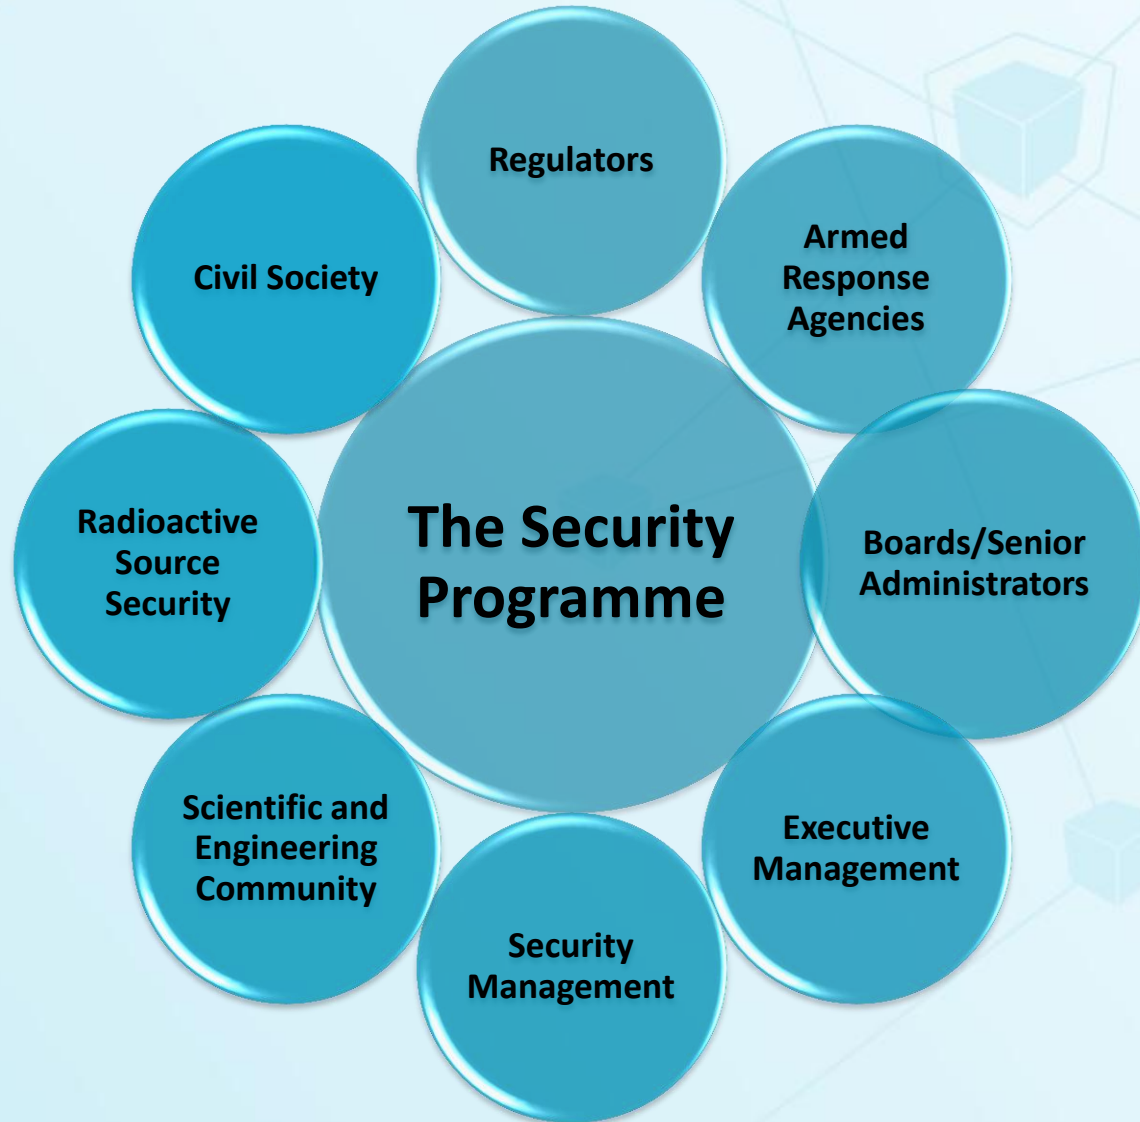 Regulators
Armed
Response
Agencies
Civil Society
The Security
Programme
Boards/Senior
Administrators
Radioactive
Source
Security
Scientific and
Engineering
Community
Executive
Management
Security
Management